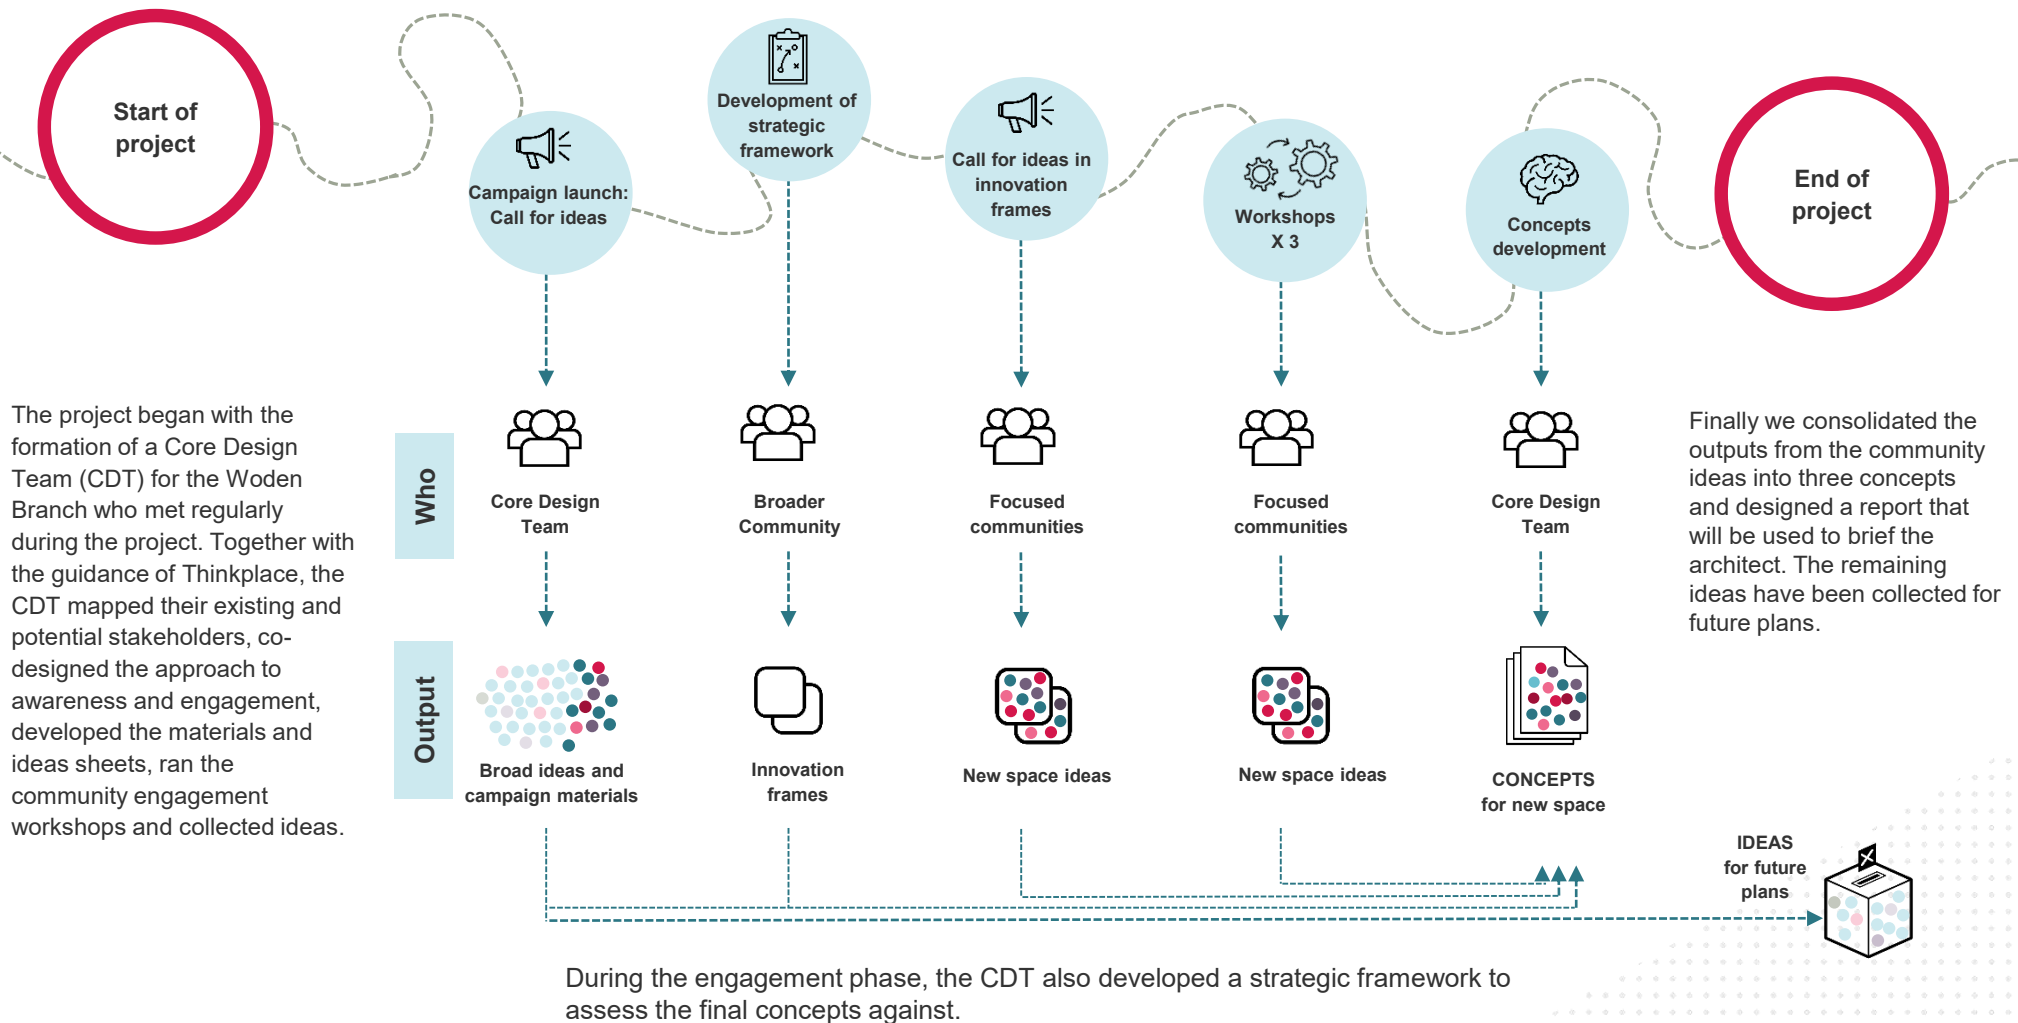 Start of
project
Campaign launch:
Call for ideas
Development of
strategic
framework
Call for ideas in
innovation
frames
Workshops
X 3
Concepts
development
End of
project
The project began with the
formation of a Core Design
Team (CDT) for the Woden
Branch who met regularly
during the project. Together with
the guidance of Thinkplace, the
CDT mapped their existing and
potential stakeholders, co-
designed the approach to
awareness and engagement,
developed the materials and
ideas sheets, ran the
community engagement
workshops and collected ideas.
Who
Core Design
Team
Broader
Community
Focused
communities
Focused
communities
Core Design
Team
Output
Broad ideas and
campaign materials
Innovation
frames
New space ideas
New space ideas
CONCEPTS
for new space
Finally we consolidated the
outputs from the community
ideas into three concepts
and designed a report that
will be used to brief the
architect. The remaining
ideas have been collected for
future plans.
IDEAS
for future
plans
During the engagement phase, the CDT also developed a strategic framework to
assess the final concepts against.